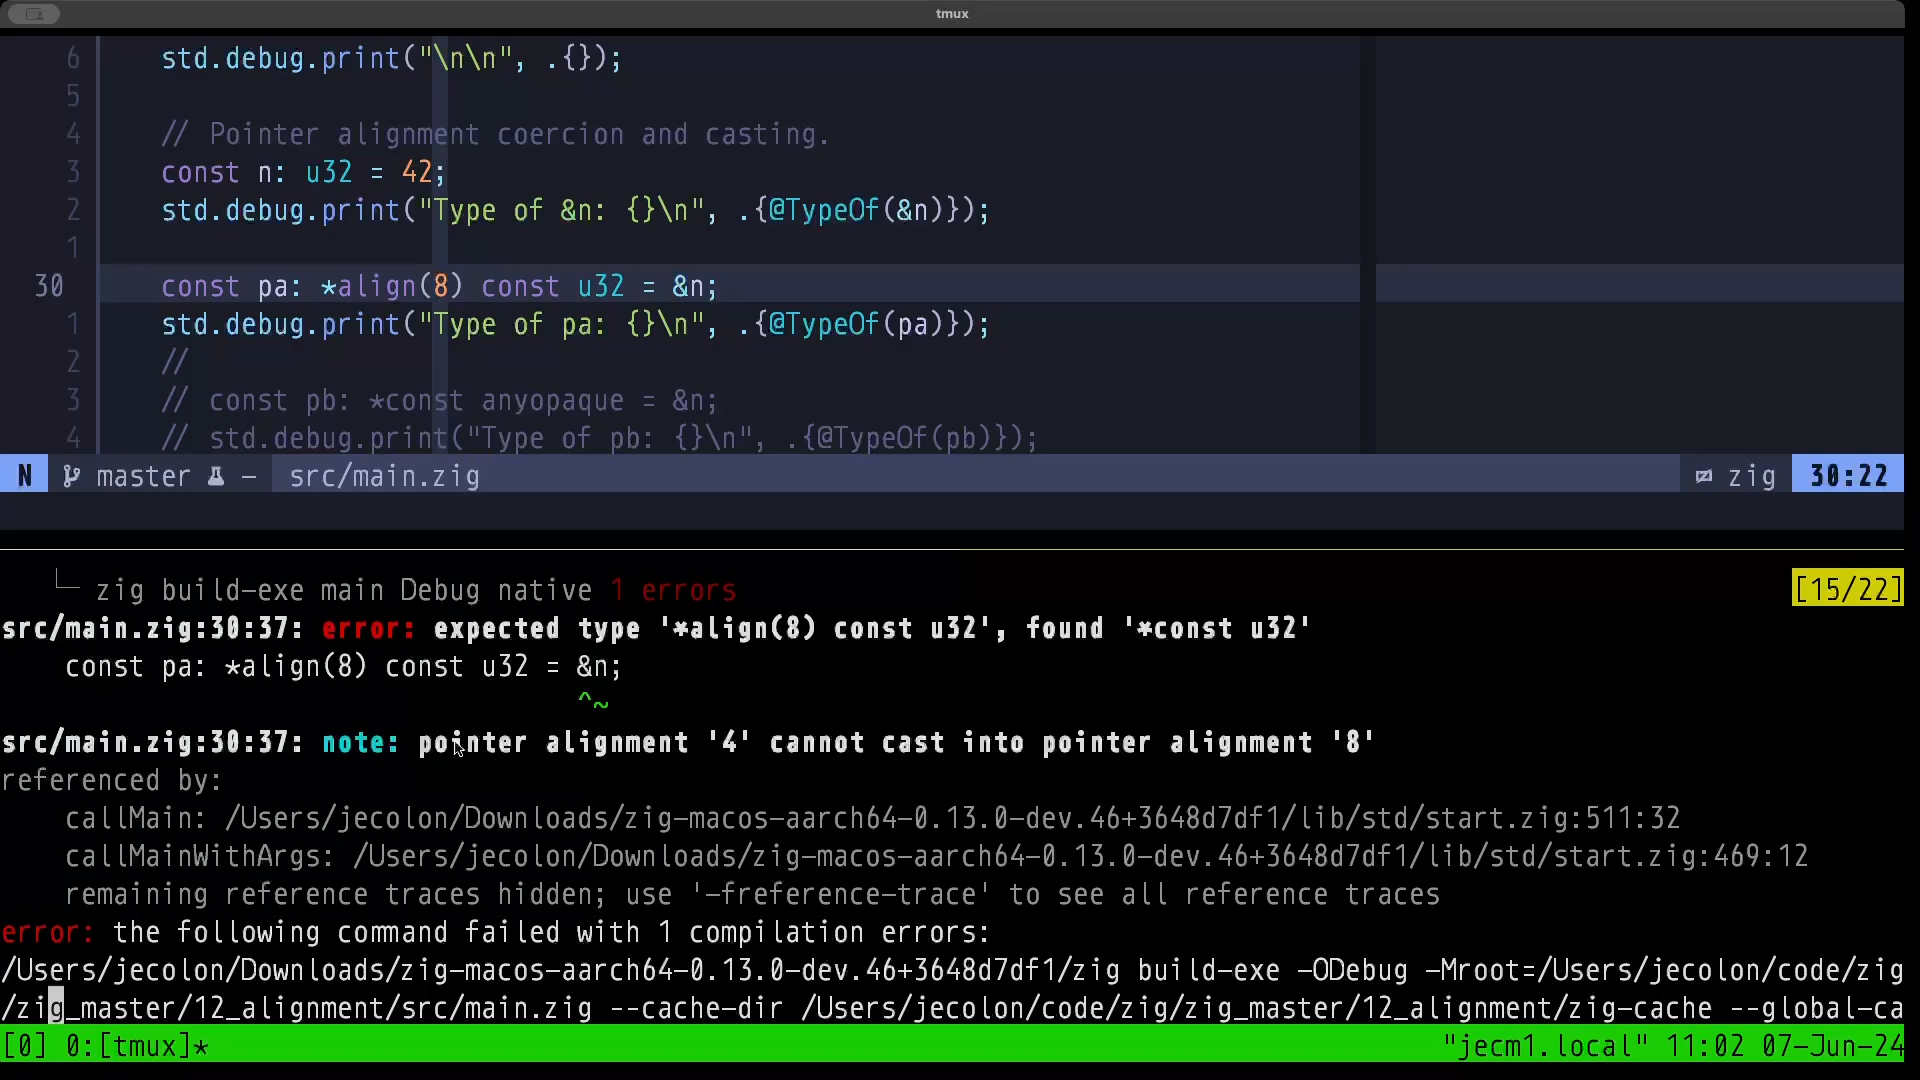 tmux
6 std.debug.print("\n\n", .{});
5
4 // Pointer alignment coercion and casting.
3 const n: u32 = 42;
2 std.debug.print("Type of &n: {}\n", .{@TypeOf(&n)});
1
30 const pa: *align(8) const u32 = &n;
1 std.debug.print("Type of pa: {}\n", .{@TypeOf(pa)});
2 //
3 // const pb: *const anyopaque = &n;
4 // std.debug.print("Type of pb: {}\n", .{@TypeOf(pb)});
N master – src/main.zig zig 30:22
└─ zig build-exe main Debug native 1 errors [15/22]
src/main.zig:30:37: error: expected type '*align(8) const u32', found '*const u32'
const pa: *align(8) const u32 = &n;
^~
src/main.zig:30:37: note: pointer alignment '4' cannot cast into pointer alignment '8'
referenced by:
callMain: /Users/jecolon/Downloads/zig-macos-aarch64-0.13.0-dev.46+3648d7df1/lib/std/start.zig:511:32
callMainWithArgs: /Users/jecolon/Downloads/zig-macos-aarch64-0.13.0-dev.46+3648d7df1/lib/std/start.zig:469:12
remaining reference traces hidden; use '-freference-trace' to see all reference traces
error: the following command failed with 1 compilation errors:
/Users/jecolon/Downloads/zig-macos-aarch64-0.13.0-dev.46+3648d7df1/zig build-exe -ODebug -Mroot=/Users/jecolon/code/zig
/zig_master/12_alignment/src/main.zig --cache-dir /Users/jecolon/code/zig/zig_master/12_alignment/zig-cache --global-ca
[0] 0:[tmux]* "jecm1.local" 11:02 07-Jun-24